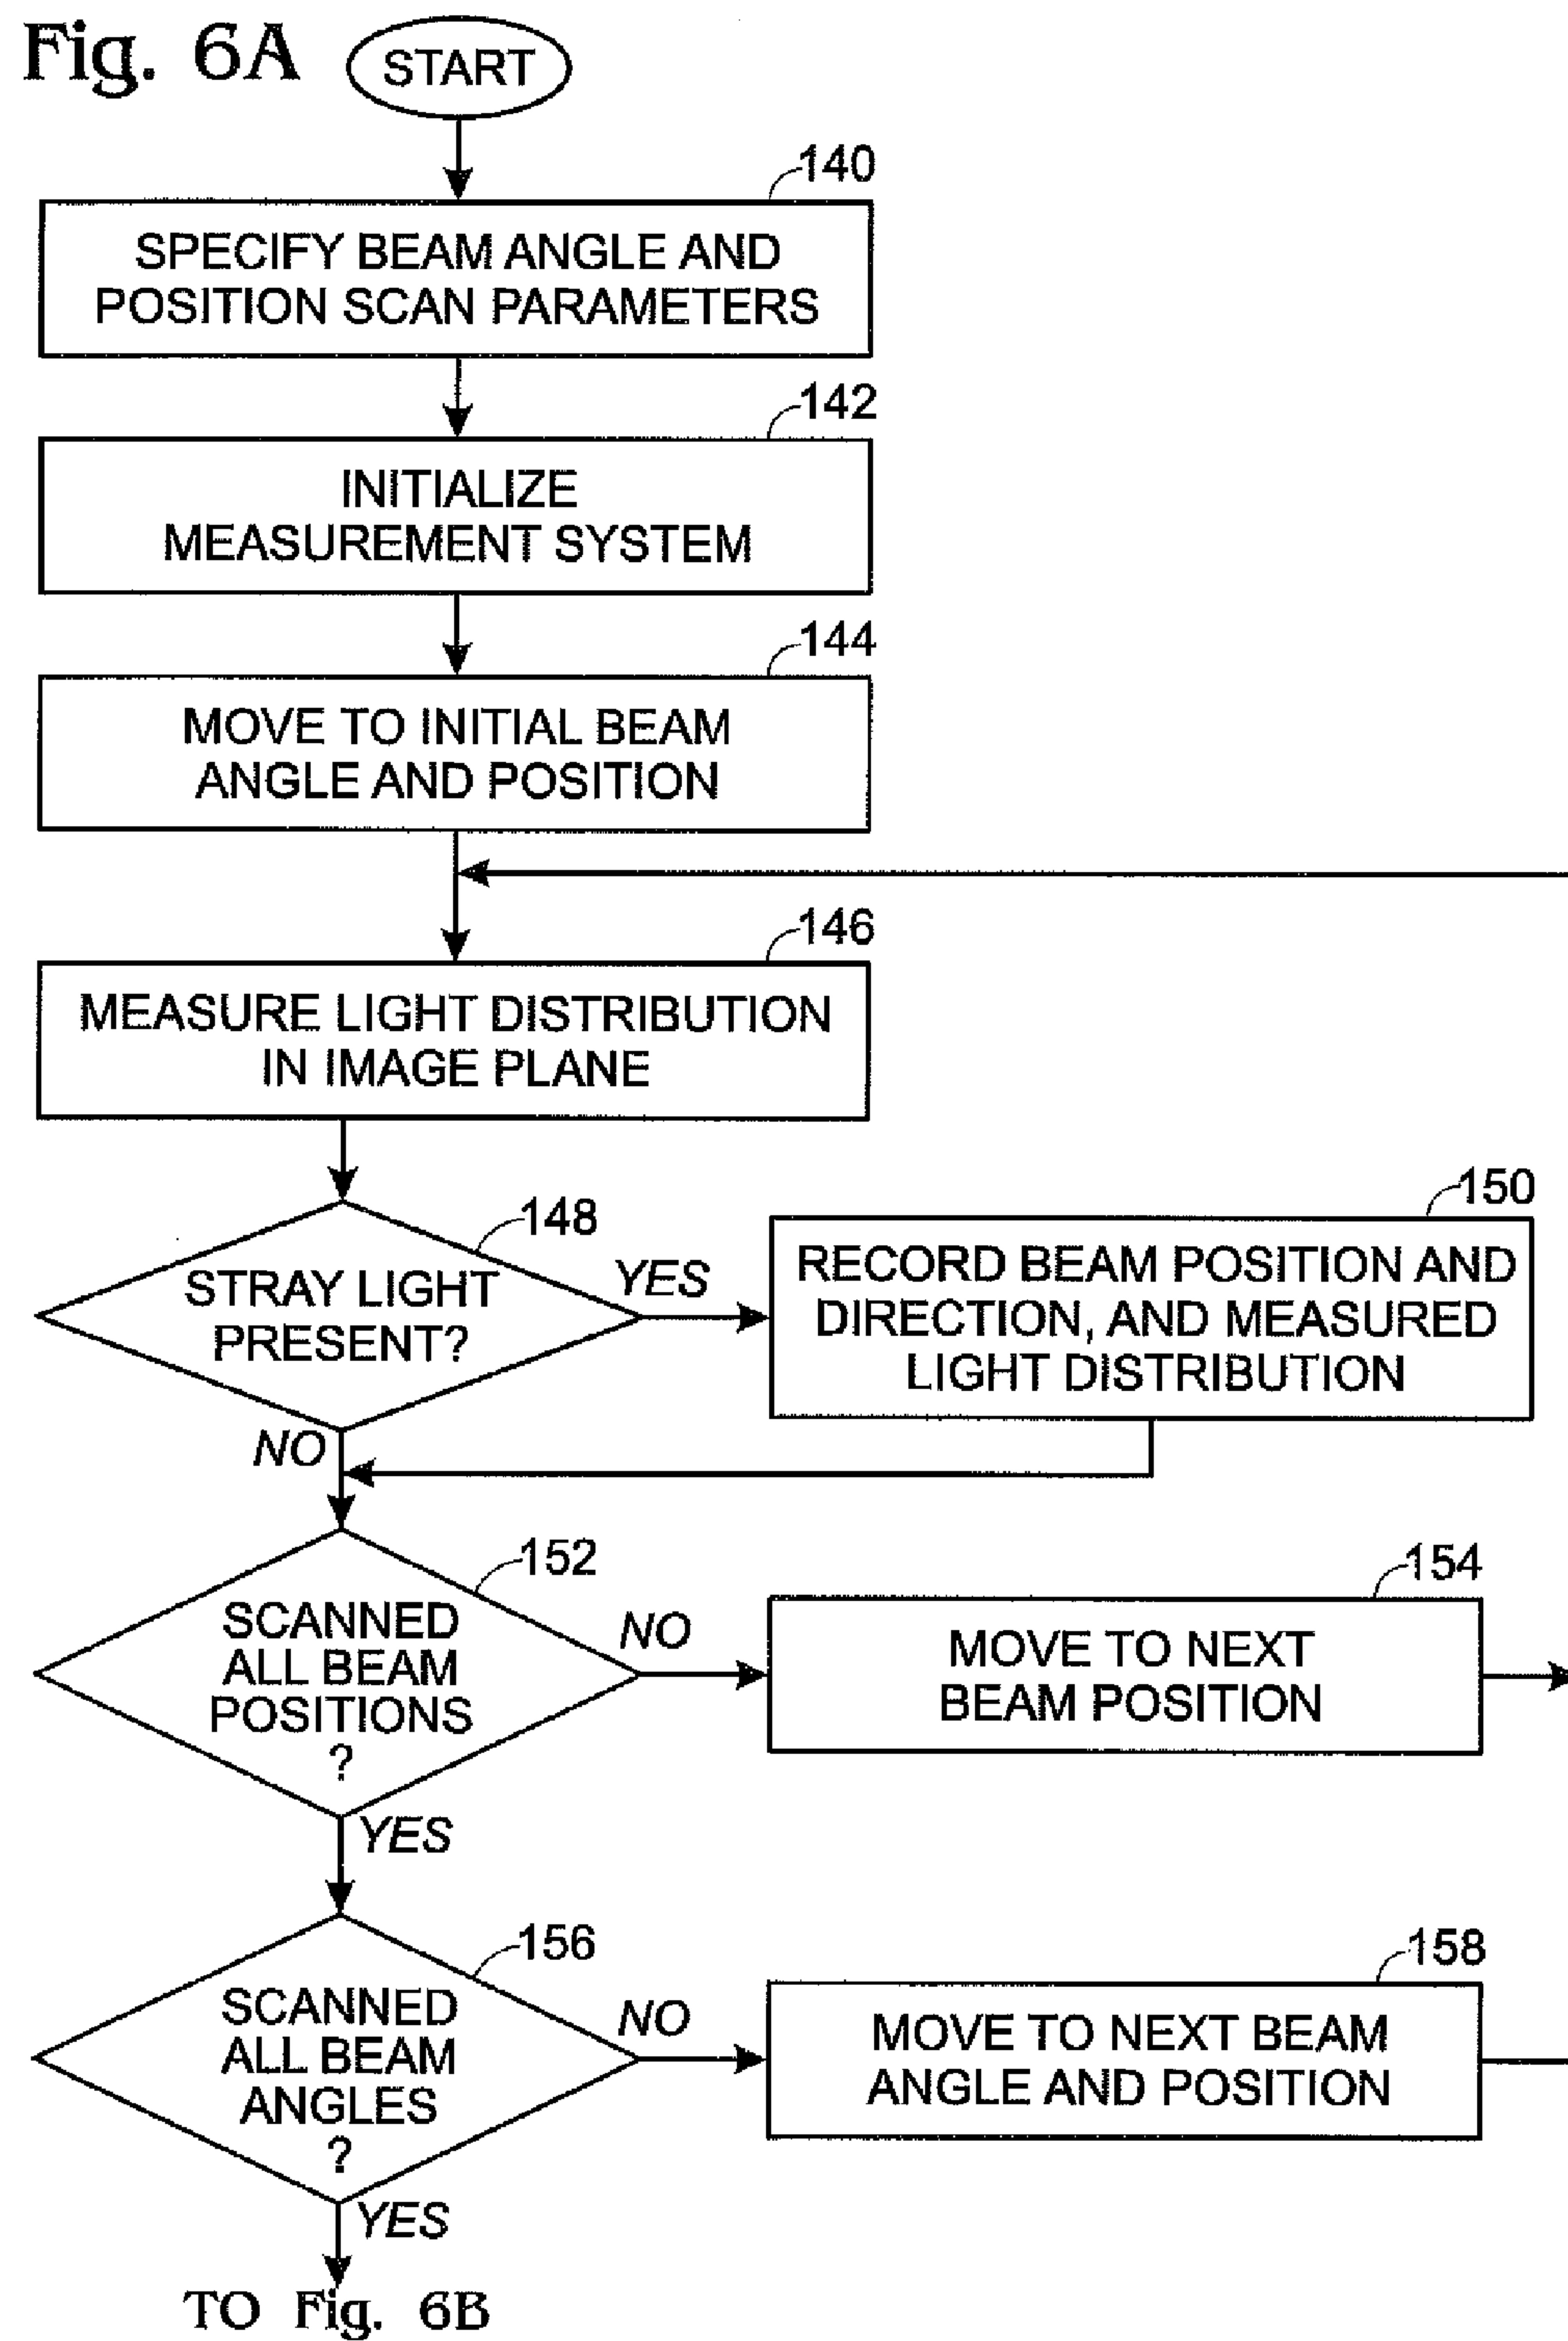 Fig. 6A
START
140
SPECIFY BEAM ANGLE AND
POSITION SCAN PARAMETERS
142
INITIALIZE
MEASUREMENT SYSTEM
144
MOVE TO INITIAL BEAM
ANGLE AND POSITION
146
MEASURE LIGHT DISTRIBUTION
IN IMAGE PLANE
148
STRAY LIGHT
PRESENT?
YES
150
RECORD BEAM POSITION AND
DIRECTION, AND MEASURED
LIGHT DISTRIBUTION
NO
152
SCANNED
ALL BEAM
POSITIONS
?
NO
154
MOVE TO NEXT
BEAM POSITION
YES
156
SCANNED
ALL BEAM
ANGLES
?
NO
158
MOVE TO NEXT BEAM
ANGLE AND POSITION
YES
TO Fig. 6B